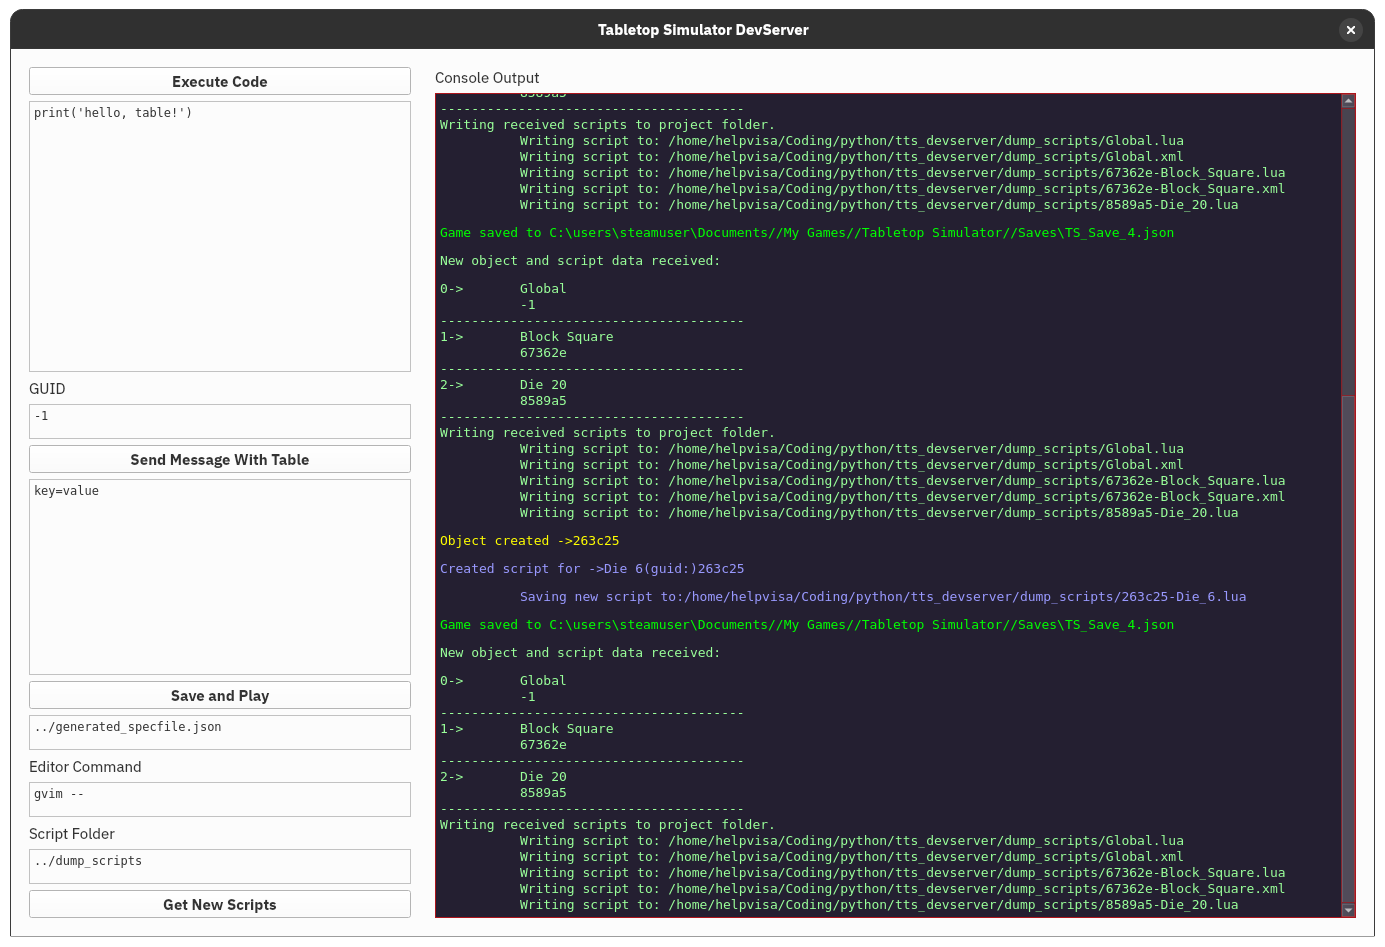 Tabletop Simulator DevServer
Execute Code
print('hello, table!')
GUID
-1
Send Message With Table
key=value
Save and Play
../generated_specfile.json
Editor Command
gvim --
Script Folder
../dump_scripts
Get New Scripts
Console Output
8589a5
---------------------------------------
Writing received scripts to project folder.
Writing script to: /home/helpvisa/Coding/python/tts_devserver/dump_scripts/Global.lua
Writing script to: /home/helpvisa/Coding/python/tts_devserver/dump_scripts/Global.xml
Writing script to: /home/helpvisa/Coding/python/tts_devserver/dump_scripts/67362e-Block_Square.lua
Writing script to: /home/helpvisa/Coding/python/tts_devserver/dump_scripts/67362e-Block_Square.xml
Writing script to: /home/helpvisa/Coding/python/tts_devserver/dump_scripts/8589a5-Die_20.lua
Game saved to C:\users\steamuser\Documents//My Games//Tabletop Simulator//Saves\TS_Save_4.json
New object and script data received:
0-> Global
-1
---------------------------------------
1-> Block Square
67362e
---------------------------------------
2-> Die 20
8589a5
---------------------------------------
Writing received scripts to project folder.
Writing script to: /home/helpvisa/Coding/python/tts_devserver/dump_scripts/Global.lua
Writing script to: /home/helpvisa/Coding/python/tts_devserver/dump_scripts/Global.xml
Writing script to: /home/helpvisa/Coding/python/tts_devserver/dump_scripts/67362e-Block_Square.lua
Writing script to: /home/helpvisa/Coding/python/tts_devserver/dump_scripts/67362e-Block_Square.xml
Writing script to: /home/helpvisa/Coding/python/tts_devserver/dump_scripts/8589a5-Die_20.lua
Object created ->263c25
Created script for ->Die 6(guid:)263c25
Saving new script to:/home/helpvisa/Coding/python/tts_devserver/dump_scripts/263c25-Die_6.lua
Game saved to C:\users\steamuser\Documents//My Games//Tabletop Simulator//Saves\TS_Save_4.json
New object and script data received:
0-> Global
-1
---------------------------------------
1-> Block Square
67362e
---------------------------------------
2-> Die 20
8589a5
---------------------------------------
Writing received scripts to project folder.
Writing script to: /home/helpvisa/Coding/python/tts_devserver/dump_scripts/Global.lua
Writing script to: /home/helpvisa/Coding/python/tts_devserver/dump_scripts/Global.xml
Writing script to: /home/helpvisa/Coding/python/tts_devserver/dump_scripts/67362e-Block_Square.lua
Writing script to: /home/helpvisa/Coding/python/tts_devserver/dump_scripts/67362e-Block_Square.xml
Writing script to: /home/helpvisa/Coding/python/tts_devserver/dump_scripts/8589a5-Die_20.lua